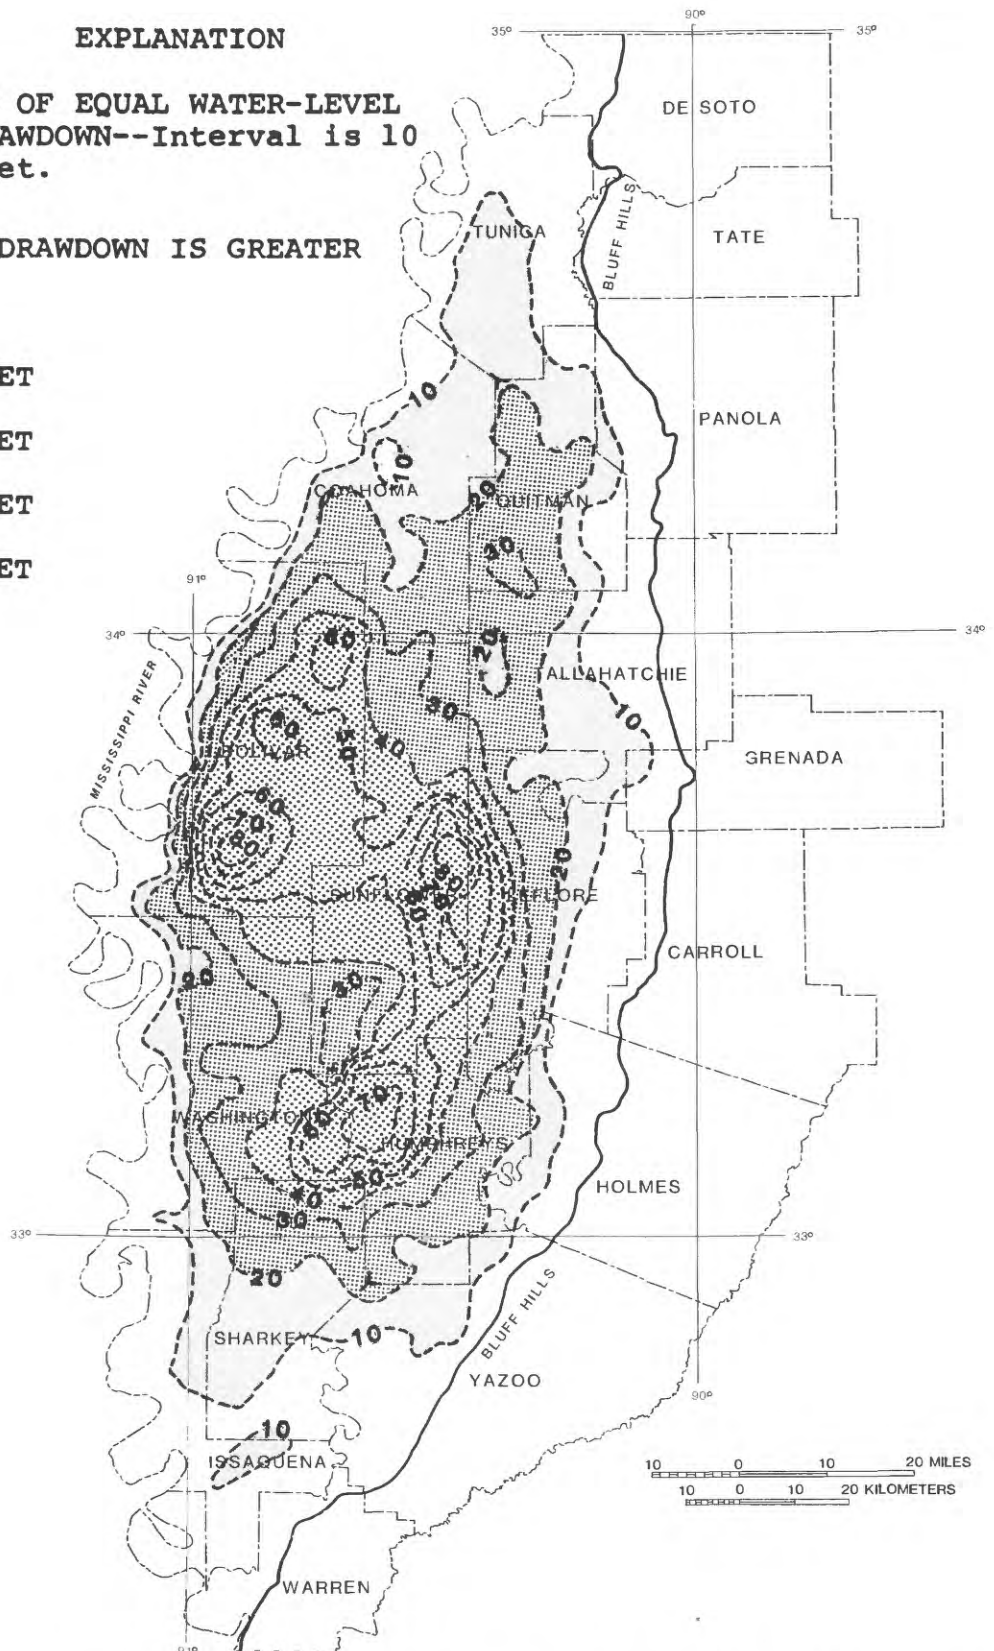 EXPLANATION
OF EQUAL WATER-LEVEL
AWDOWN--Interval is 10
et.
DRAWDOWN IS GREATER
ET
ET
ET
ET
90°
35°
35°
DE SOTO
BLUFF HILLS
TUNICA
TATE
PANOLA
10
10
COAHOMA
20
QUITMAN
30
91°
34°
34°
20
ALLAHATCHIE
MISSISSIPPI RIVER
30
10
40
50
BOLIVAR
GRENADA
60
70
80
20
SUNFLOWER
LEFLORE
80
CARROLL
20
30
WASHINGTON
70
60
HUMPHREYS
50
40
30
HOLMES
33°
33°
20
BLUFF HILLS
SHARKEY
10
YAZOO
90°
10
ISSAQUENA
10 0 10 20 MILES
10 0 10 20 KILOMETERS
WARREN
91°